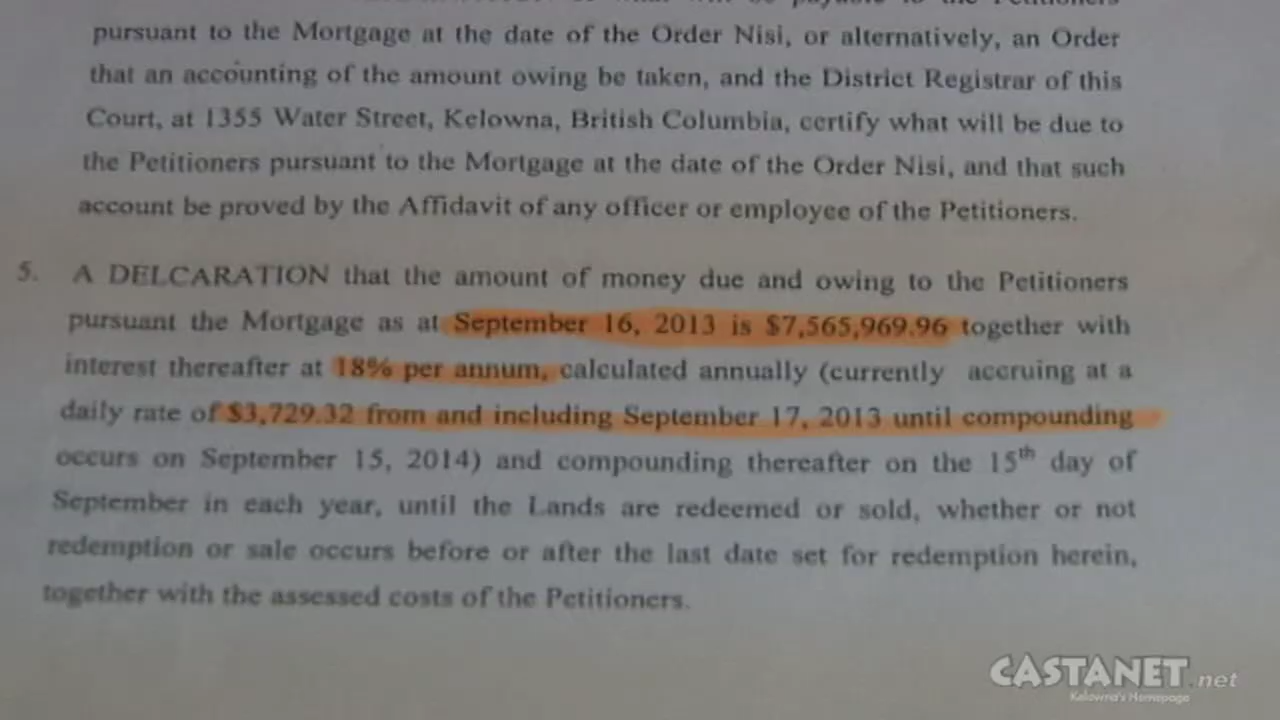 pursuant to the Mortgage at the date of the Order Nisi, or alternatively, an Order
that an accounting of the amount owing be taken, and the District Registrar of this
Court, at 1355 Water Street, Kelowna, British Columbia, certify what will be due to
the Petitioners pursuant to the Mortgage at the date of the Order Nisi, and that such
account be proved by the Affidavit of any officer or employee of the Petitioners.
5. A DELCARATION that the amount of money due and owing to the Petitioners
pursuant the Mortgage as at September 16, 2013 is $7,565,969.96 together with
interest thereafter at 18% per annum, calculated annually (currently accruing at a
daily rate of $3,729.32 from and including September 17, 2013 until compounding
occurs on September 15, 2014) and compounding thereafter on the 15th day of
September in each year, until the Lands are redeemed or sold, whether or not
redemption or sale occurs before or after the last date set for redemption herein,
together with the assessed costs of the Petitioners.
CASTANET.net
Kelowna's Homepage